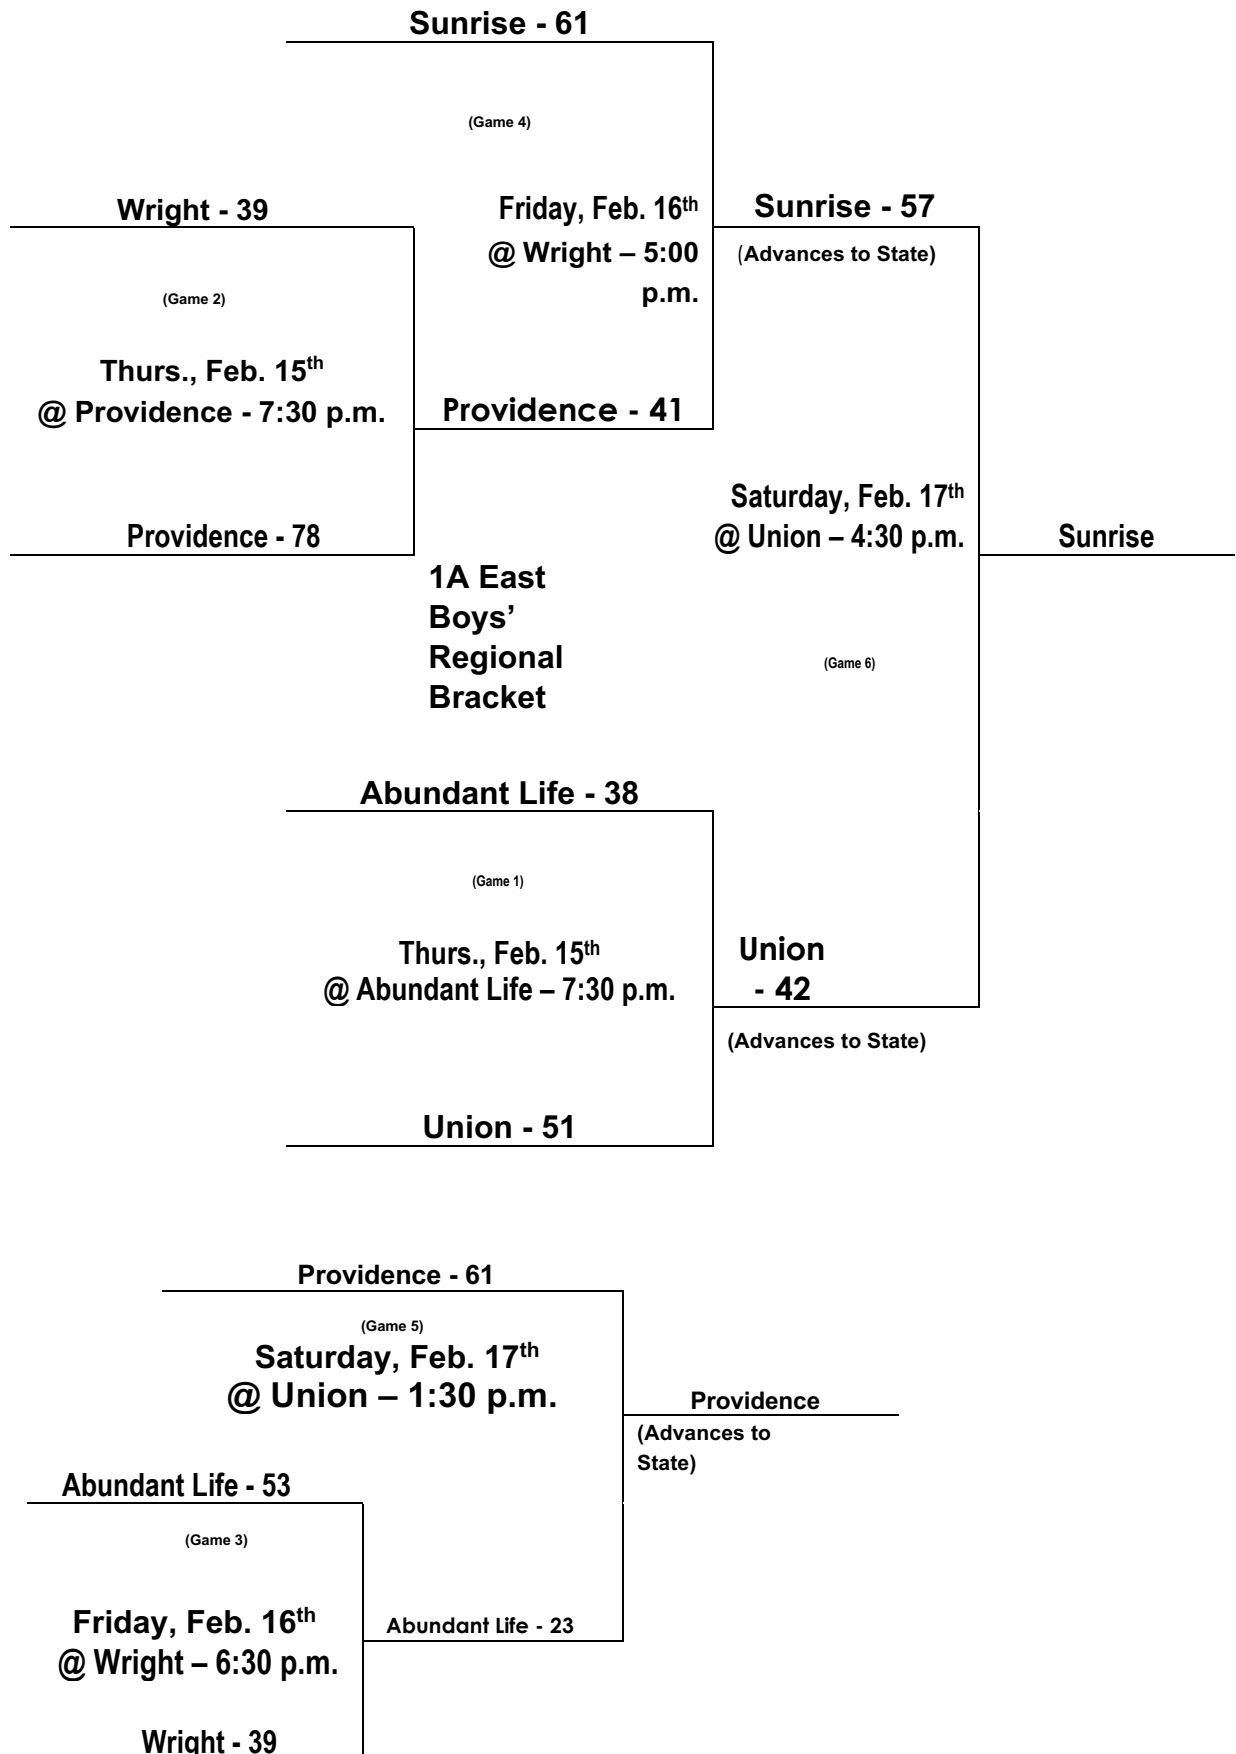 Sunrise - 61
(Game 4)
Wright - 39
Friday, Feb. 16th
@ Wright – 5:00
p.m.
Sunrise - 57
(Advances to State)
(Game 2)
Thurs., Feb. 15th
@ Providence - 7:30 p.m.
Providence - 41
Providence - 78
Saturday, Feb. 17th
@ Union – 4:30 p.m.
Sunrise
1A East
Boys’
Regional
Bracket
(Game 6)
Abundant Life - 38
(Game 1)
Thurs., Feb. 15th
@ Abundant Life – 7:30 p.m.
Union
- 42
(Advances to State)
Union - 51
Providence - 61
(Game 5)
Saturday, Feb. 17th
@ Union – 1:30 p.m.
Providence
(Advances to
State)
Abundant Life - 53
(Game 3)
Friday, Feb. 16th
@ Wright – 6:30 p.m.
Abundant Life - 23
Wright - 39